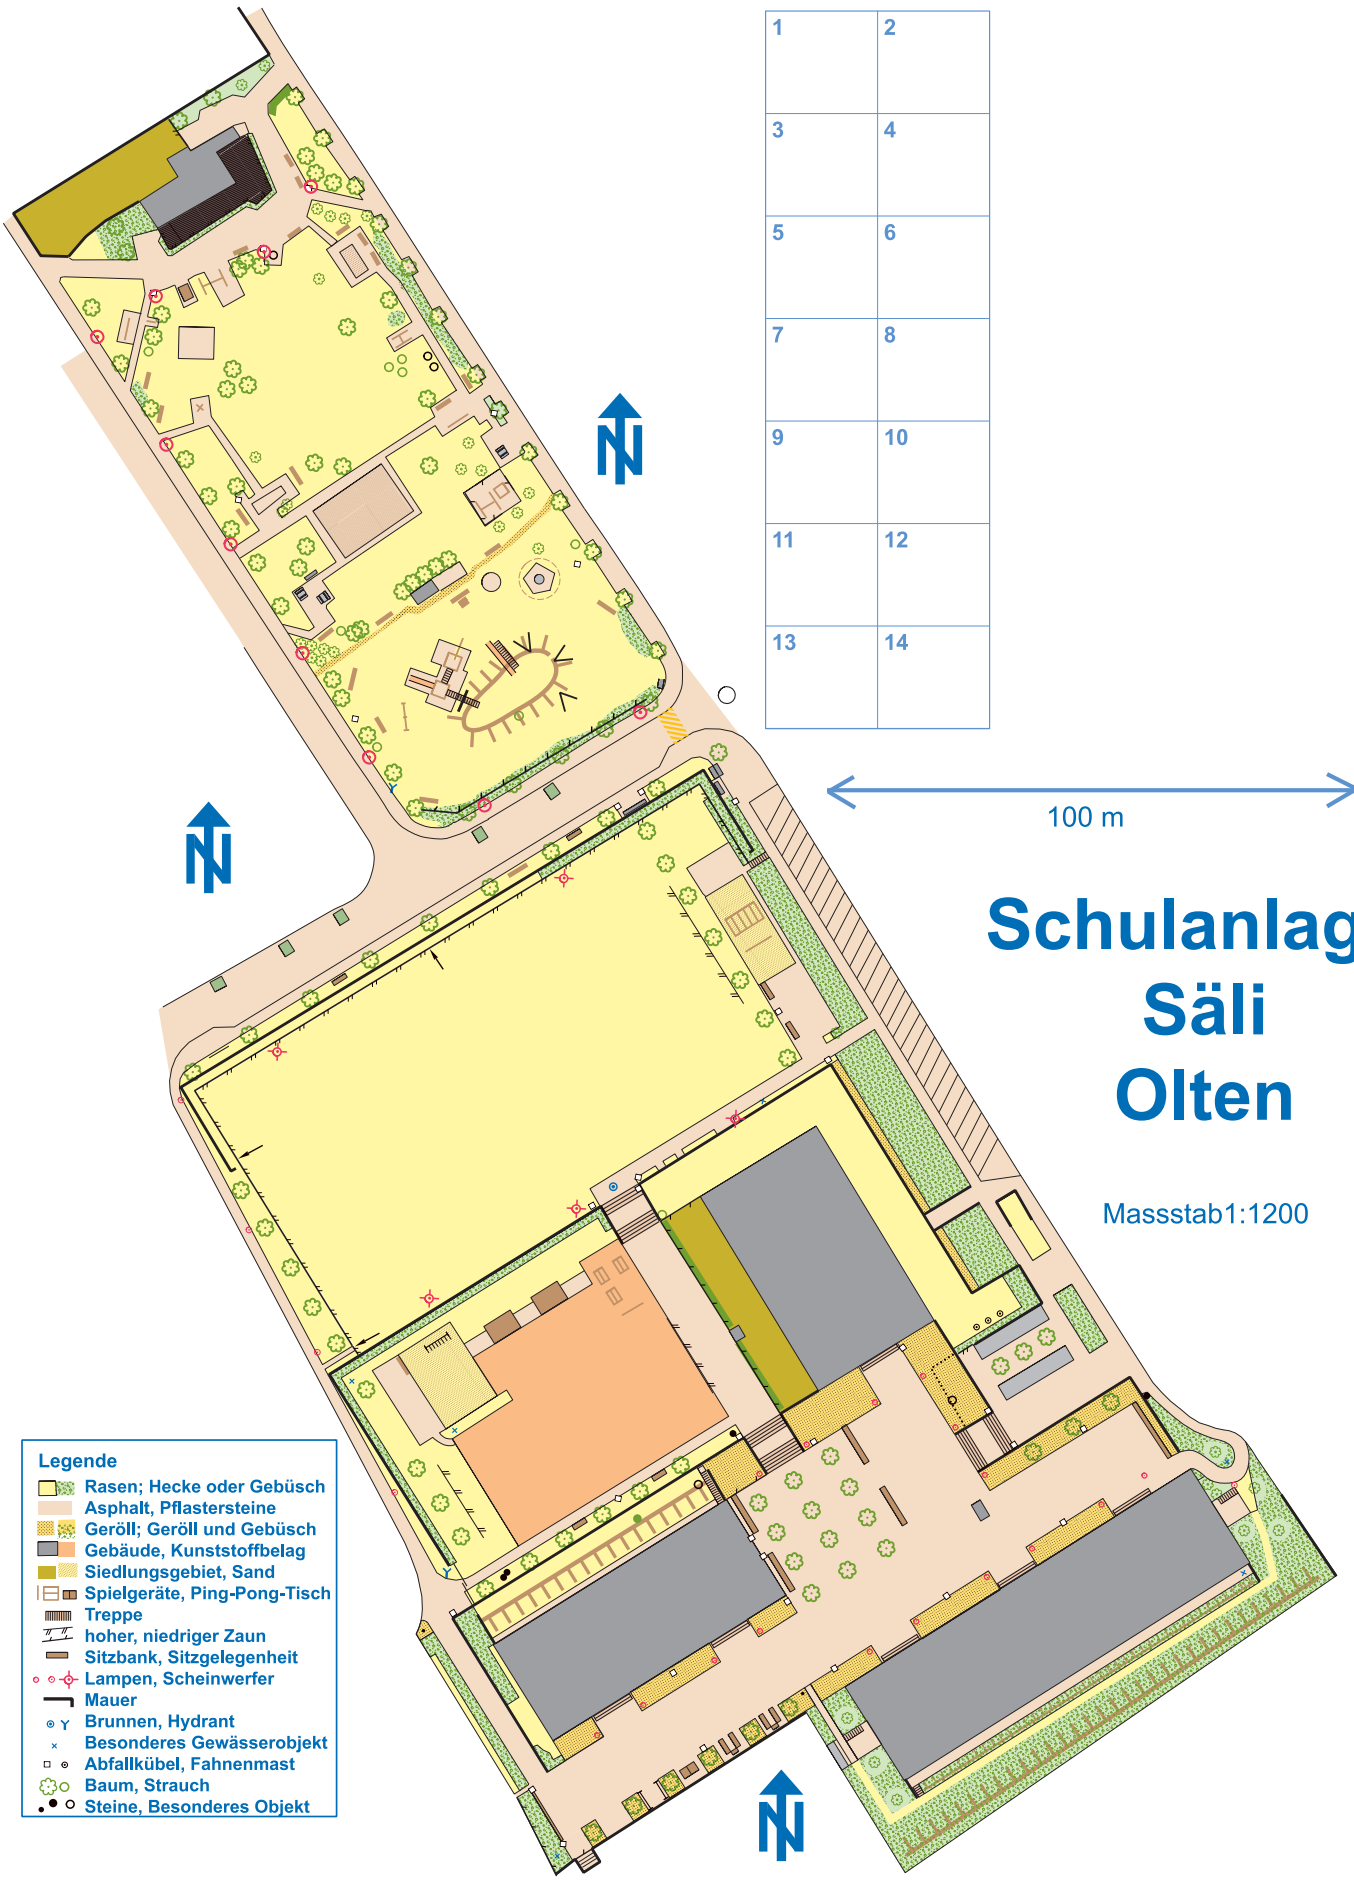 1 2
3 4
5 6
7 8
9 10
11 12
13 14
N
100 m
N
Schulanlag
Säli
Olten
Massstab1:1200
Legende
Rasen; Hecke oder Gebüsch
Asphalt, Pflastersteine
Geröll; Geröll und Gebüsch
Gebäude, Kunststoffbelag
Siedlungsgebiet, Sand
Spielgeräte, Ping-Pong-Tisch
Treppe
hoher, niedriger Zaun
Sitzbank, Sitzgelegenheit
Lampen, Scheinwerfer
Mauer
Brunnen, Hydrant
Besonderes Gewässerobjekt
Abfallkübel, Fahnenmast
Baum, Strauch
Steine, Besonderes Objekt
N